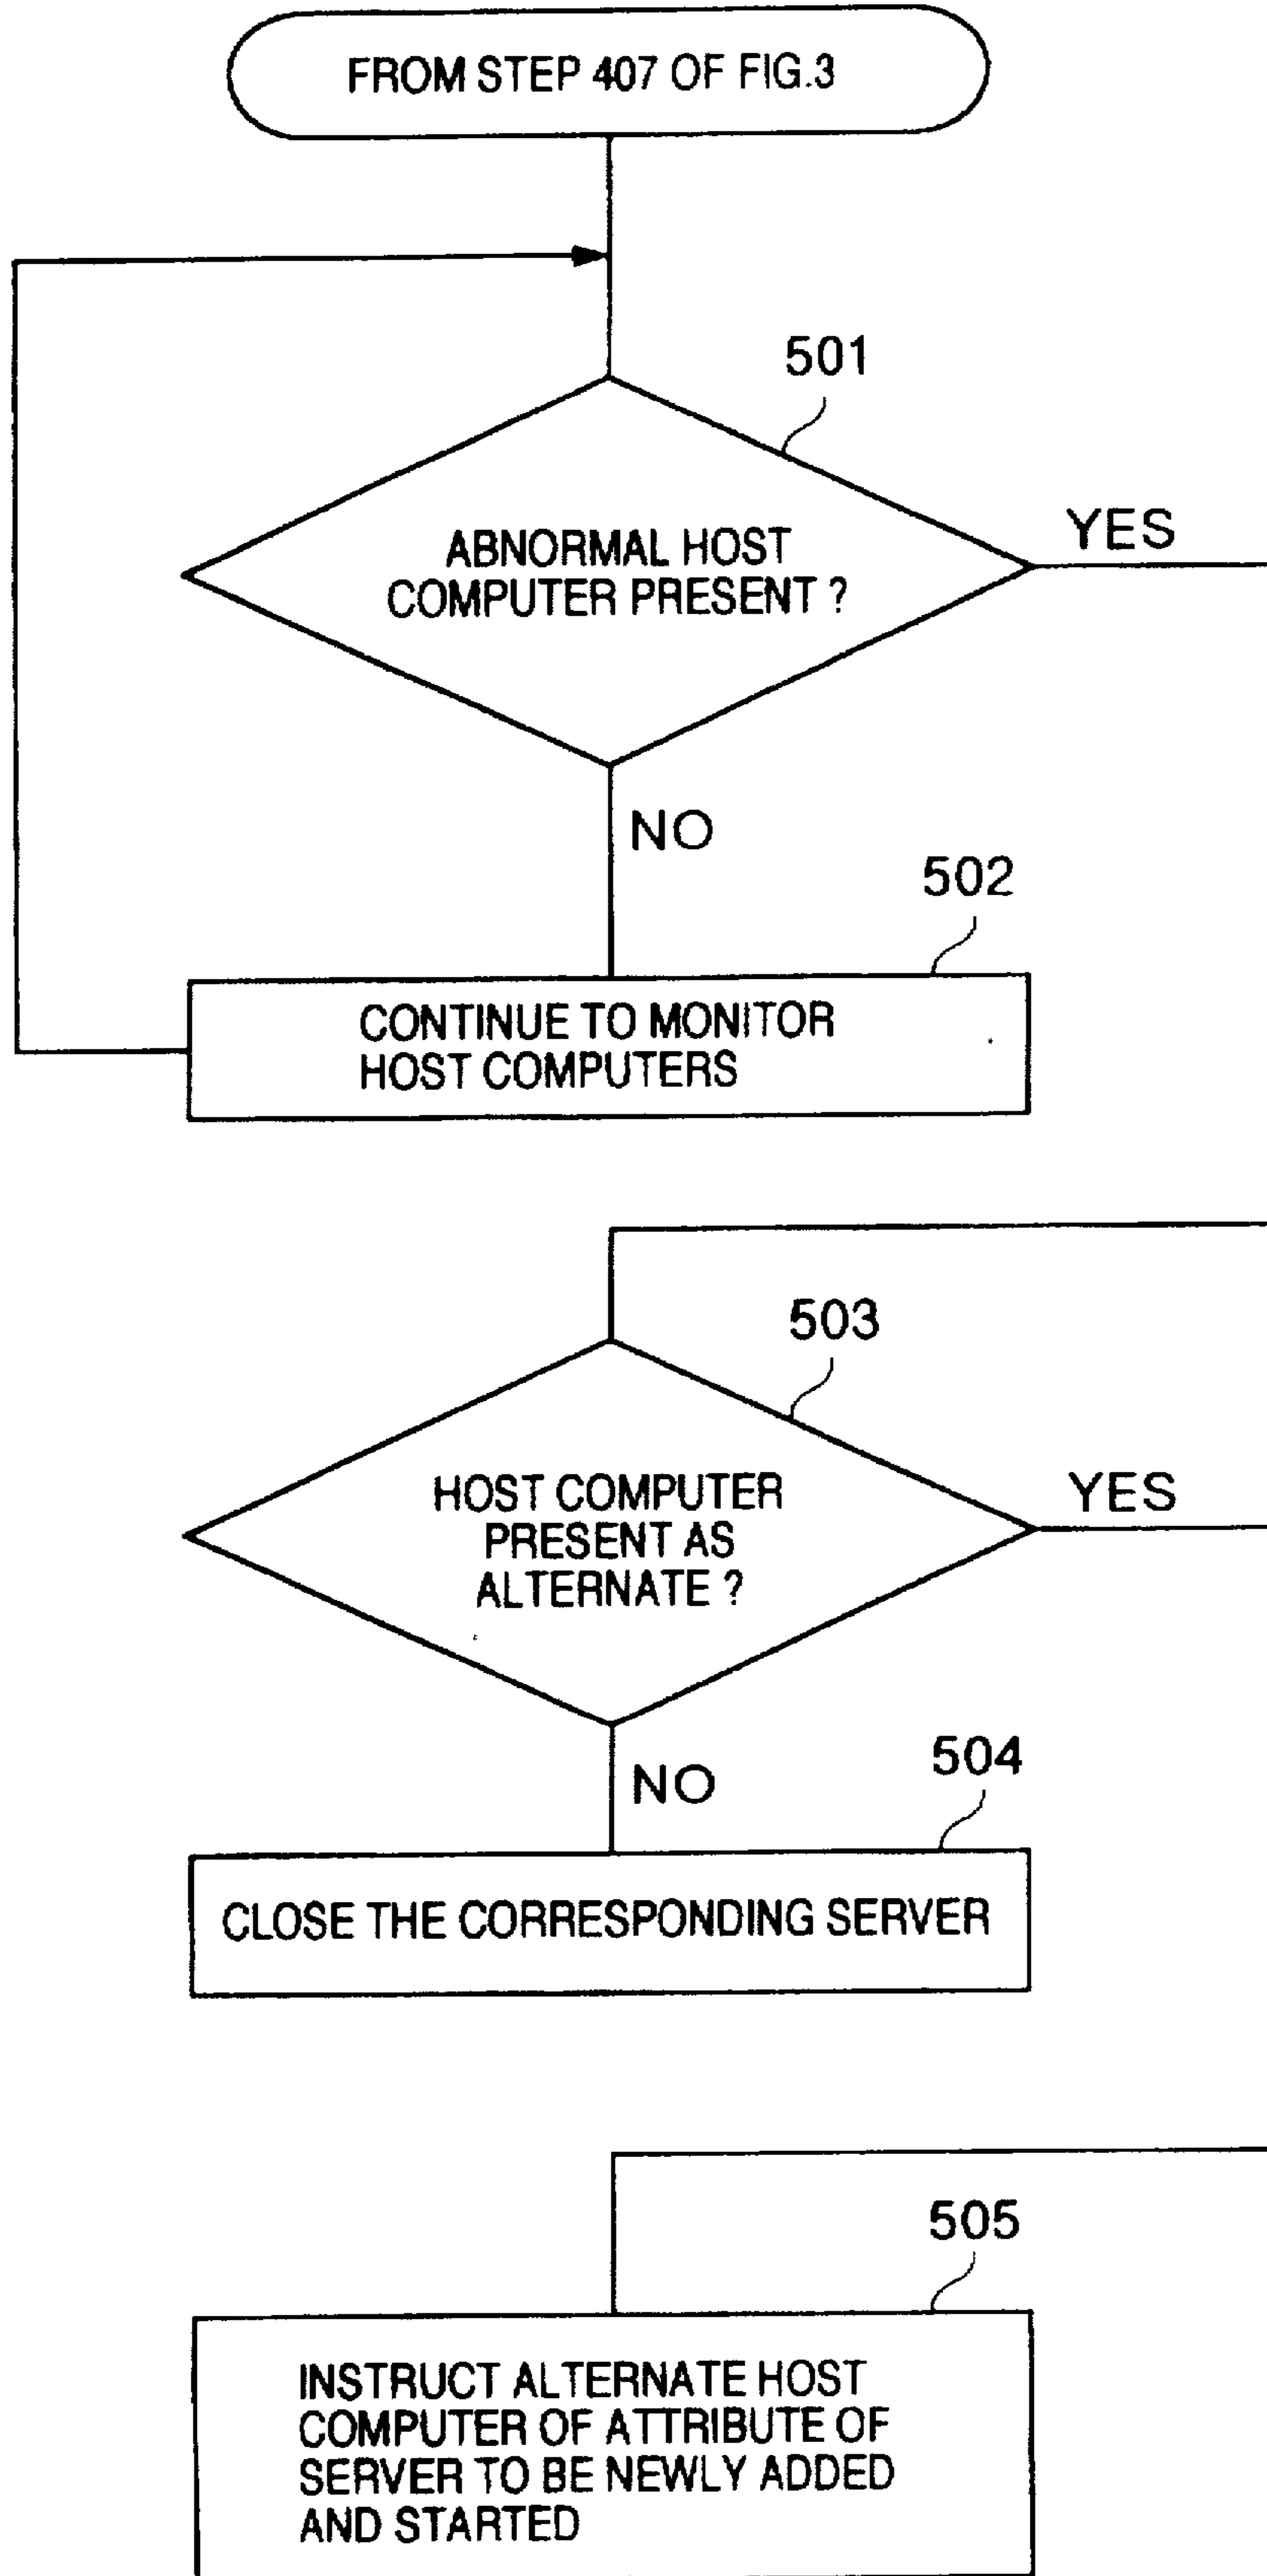 FROM STEP 407 OF FIG.3
501
ABNORMAL HOST
COMPUTER PRESENT ?
YES
NO
502
CONTINUE TO MONITOR
HOST COMPUTERS
503
HOST COMPUTER
PRESENT AS
ALTERNATE ?
YES
NO
504
CLOSE THE CORRESPONDING SERVER
505
INSTRUCT ALTERNATE HOST
COMPUTER OF ATTRIBUTE OF
SERVER TO BE NEWLY ADDED
AND STARTED